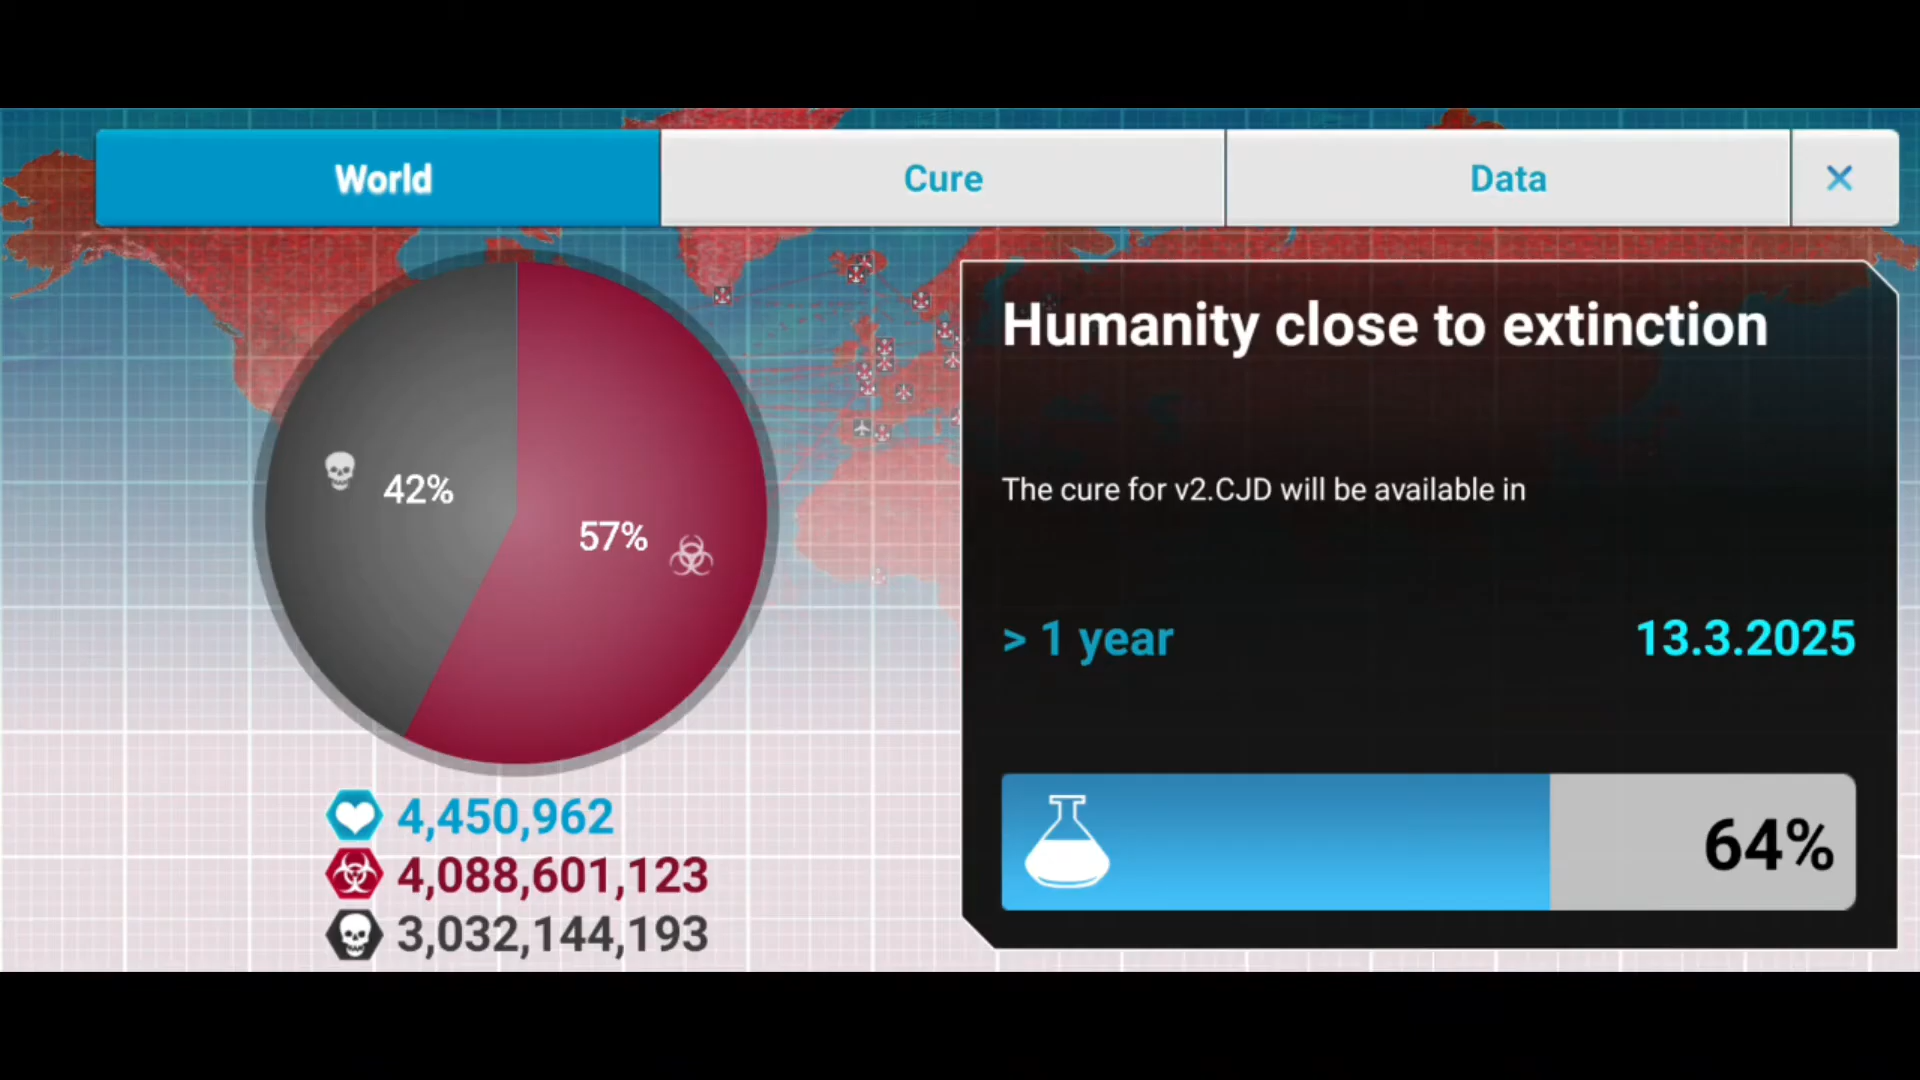 World
Cure
Data
42%
57%
4,450,962
4,088,601,123
3,032,144,193
Humanity close to extinction
The cure for v2.CJD will be available in
> 1 year
13.3.2025
64%